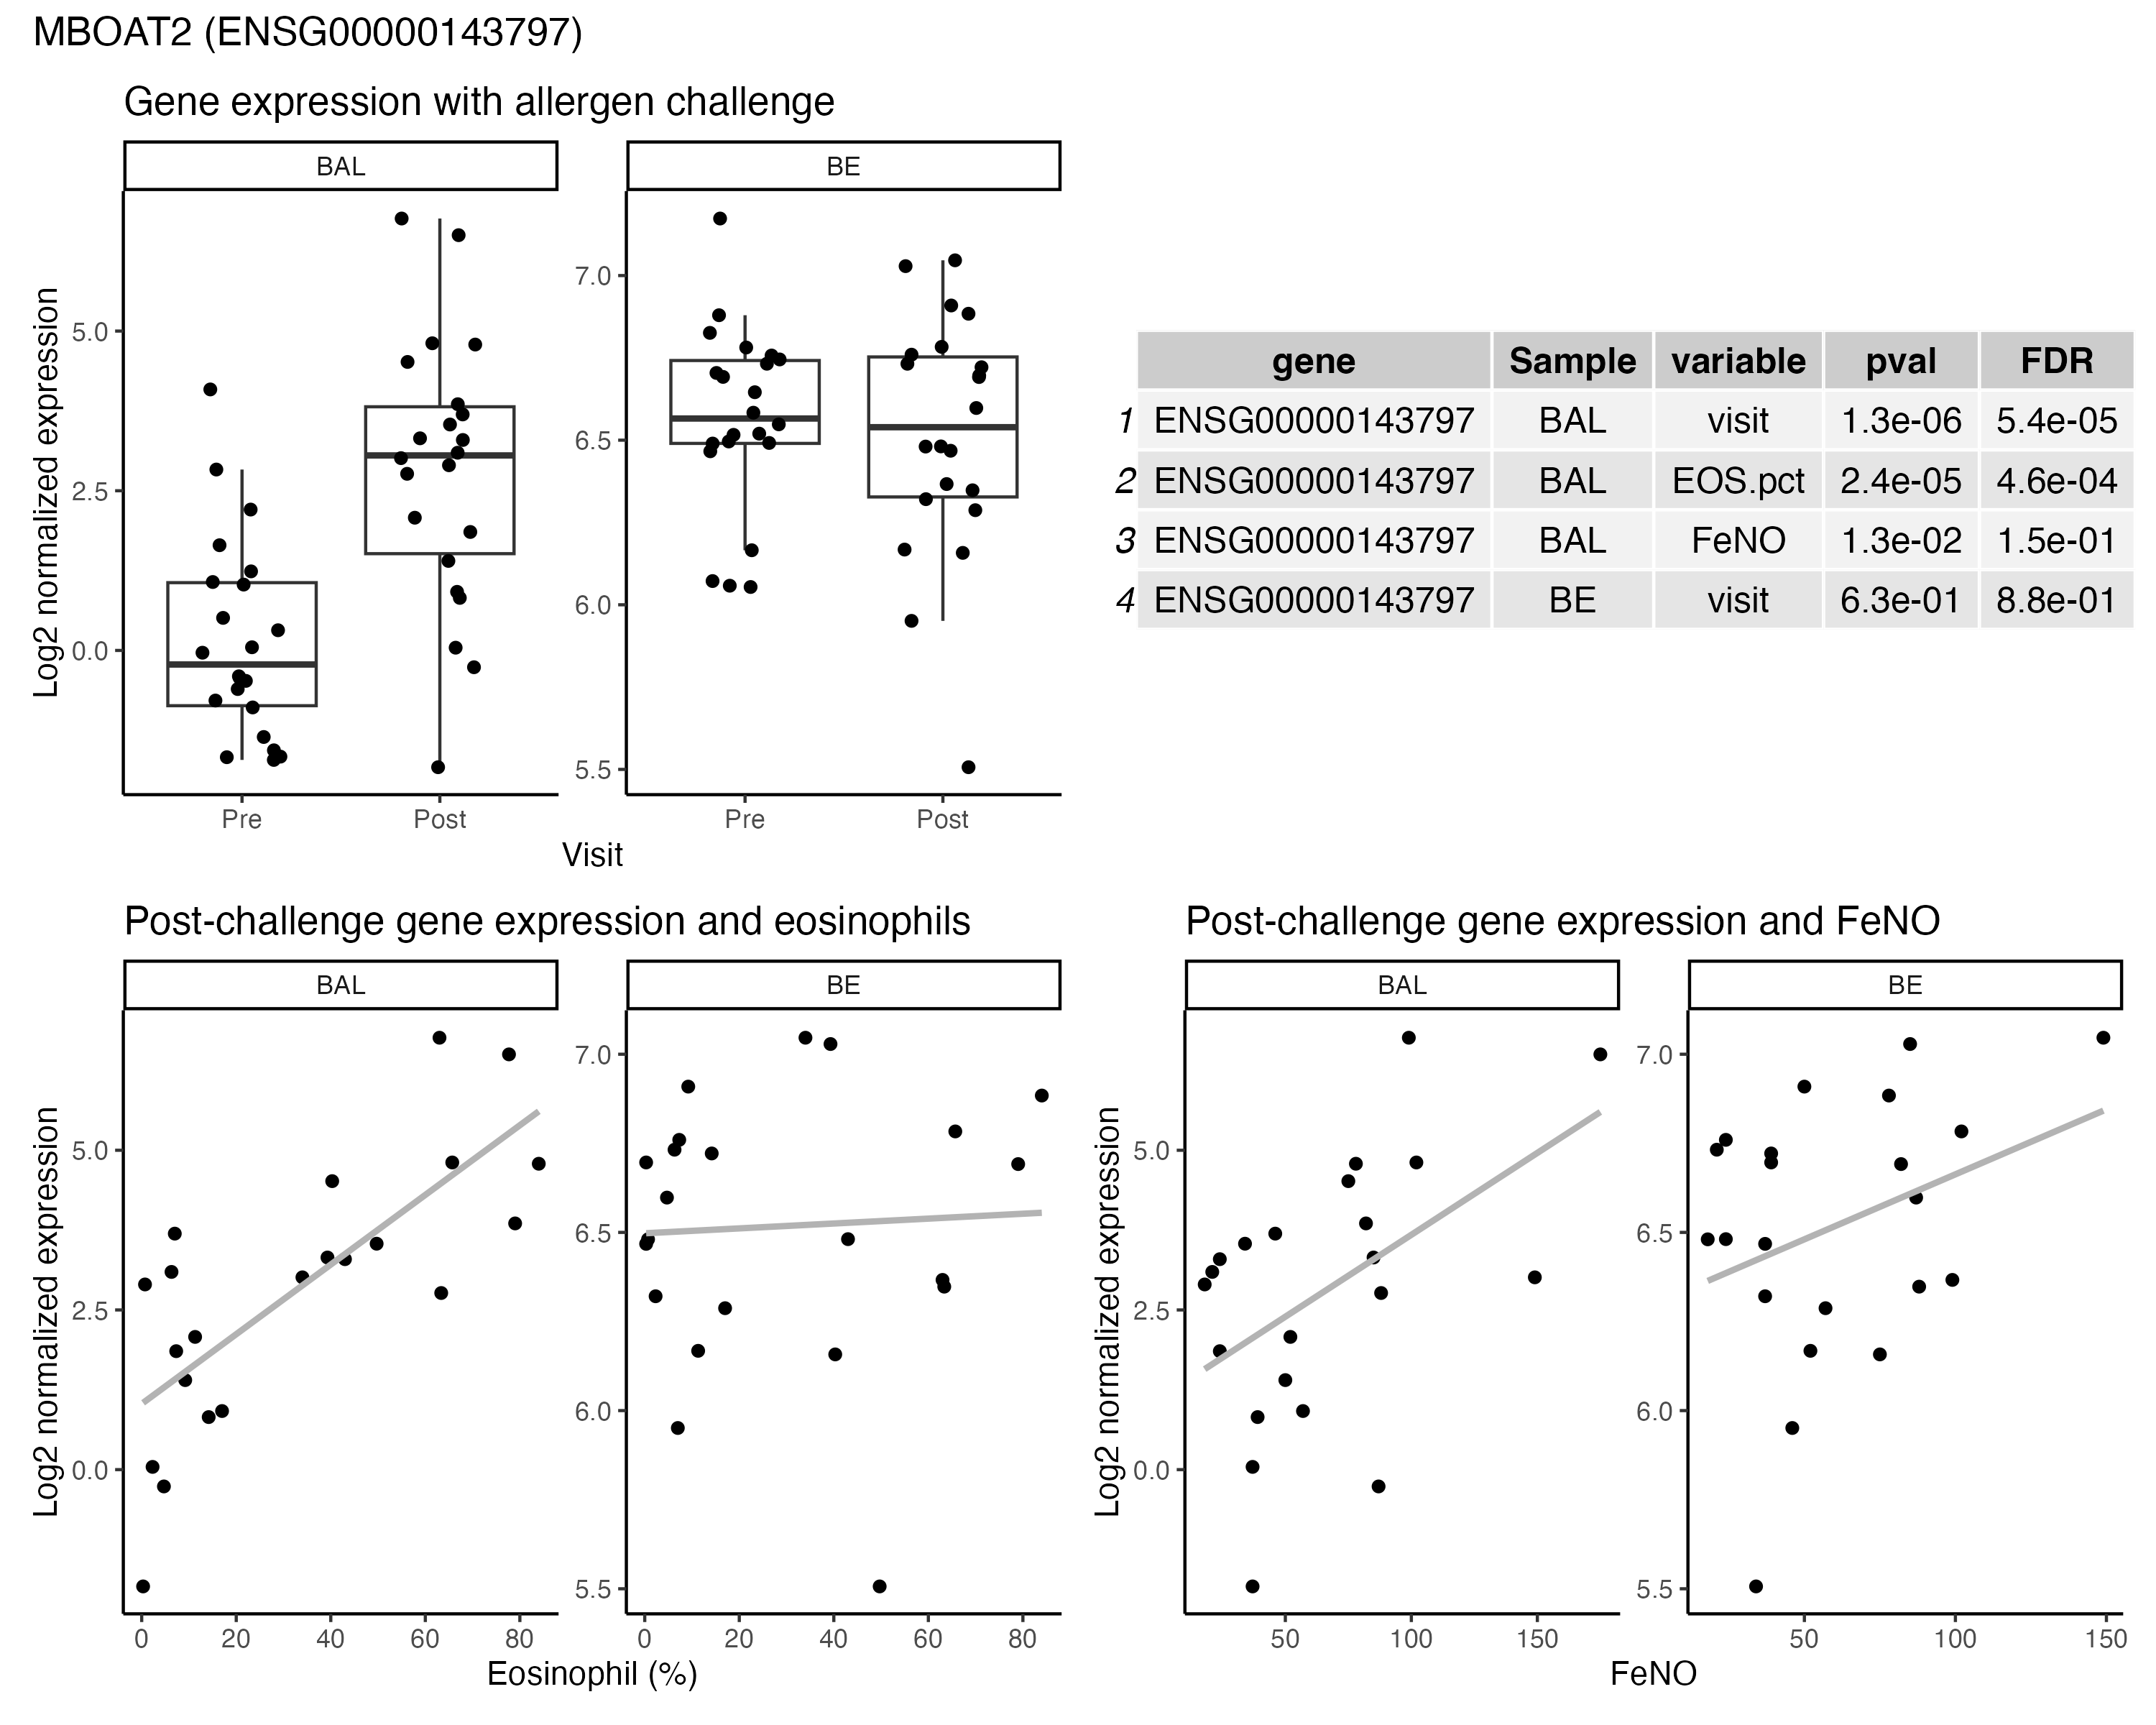 MBOAT2 (ENSG00000143797)
Gene expression with allergen challenge
BAL
BE
Log2 normalized expression
5.0
2.5
0.0
7.0
6.5
6.0
5.5
Pre
Post
Pre
Post
Visit
gene Sample variable pval FDR
1 ENSG00000143797 BAL visit 1.3e-06 5.4e-05
2 ENSG00000143797 BAL EOS.pct 2.4e-05 4.6e-04
3 ENSG00000143797 BAL FeNO 1.3e-02 1.5e-01
4 ENSG00000143797 BE visit 6.3e-01 8.8e-01
Post-challenge gene expression and eosinophils
BAL
BE
Log2 normalized expression
5.0
2.5
0.0
7.0
6.5
6.0
5.5
0 20 40 60 80
0 20 40 60 80
Eosinophil (%)
Post-challenge gene expression and FeNO
BAL
BE
Log2 normalized expression
5.0
2.5
0.0
7.0
6.5
6.0
5.5
50 100 150
50 100 150
FeNO